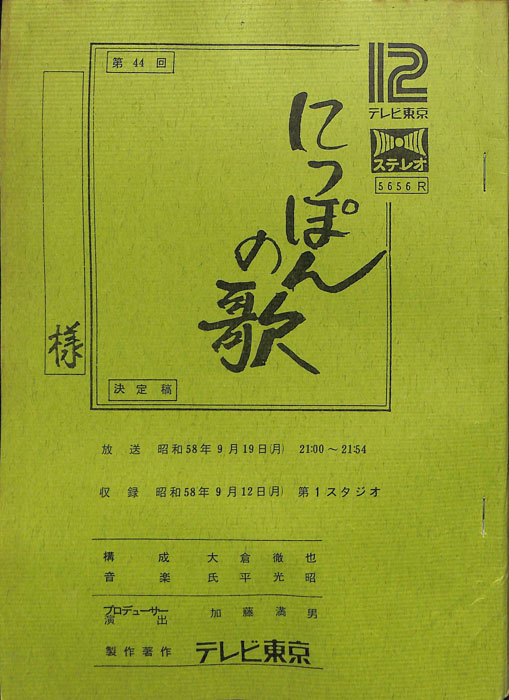 第 44 回
12
テレビ東京
ステレオ
5656 R
にっぽん
の歌
様
決定稿
放送 昭和58年9月19日(月) 21:00〜21:54
収録 昭和58年9月12日(月) 第1スタジオ
構成 大倉徹也
音楽 氏平光昭
プロデューサー
演出 加藤満男
製作著作 テレビ東京